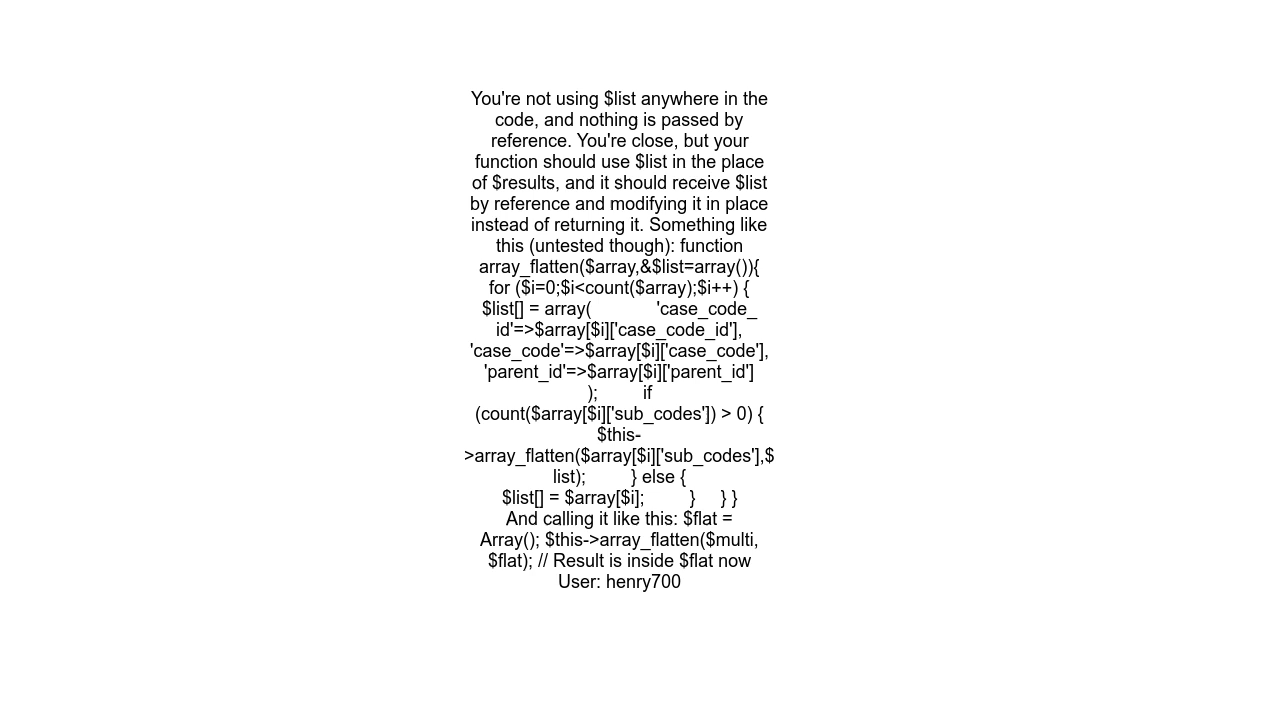 You're not using $list anywhere in the
code, and nothing is passed by
reference. You're close, but your
function should use $list in the place
of $results, and it should receive $list
by reference and modifying it in place
instead of returning it. Something like
this (untested though): function
array_flatten($array,&$list=array()){
for ($i=0;$i<count($array);$i++) {
$list[] = array(             'case_code_
id'=>$array[$i]['case_code_id'],
'case_code'=>$array[$i]['case_code'],
'parent_id'=>$array[$i]['parent_id']
);         if
(count($array[$i]['sub_codes']) > 0) {
$this-
>array_flatten($array[$i]['sub_codes'],$
list);         } else {
$list[] = $array[$i];         }     } }
And calling it like this: $flat =
Array(); $this->array_flatten($multi,
$flat); // Result is inside $flat now
User: henry700